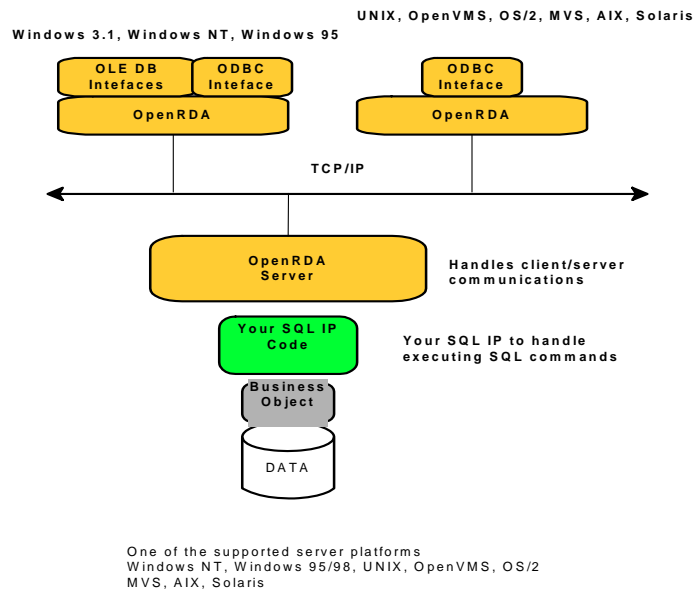 UNIX, OpenVMS, OS/2, MVS, AIX, Solaris
Windows 3.1, Windows NT, Windows 95
OLE DB
Intefaces
ODBC
Inteface
OpenRDA
ODBC
Inteface
OpenRDA
TCP/IP
OpenRDA
Server
Handles client/server
communications
Your SQL IP
Code
Your SQL IP to handle
executing SQL commands
Business
Object
DATA
One of the supported server platforms
Windows NT, Windows 95/98, UNIX, OpenVMS, OS/2
MVS, AIX, Solaris